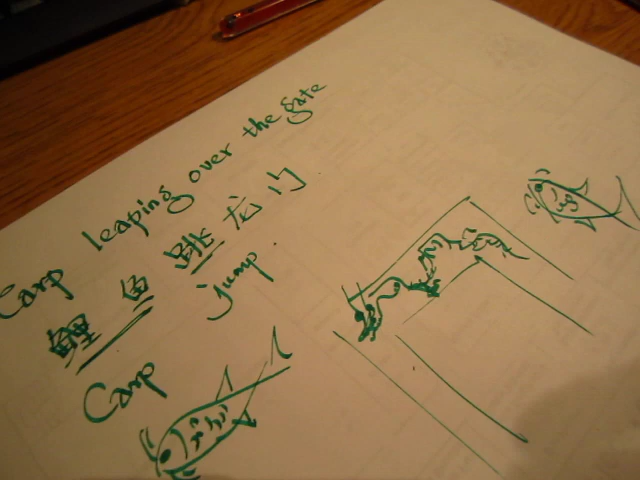 Carp leaping over the gate
鲤鱼跳龙门
Carp jump